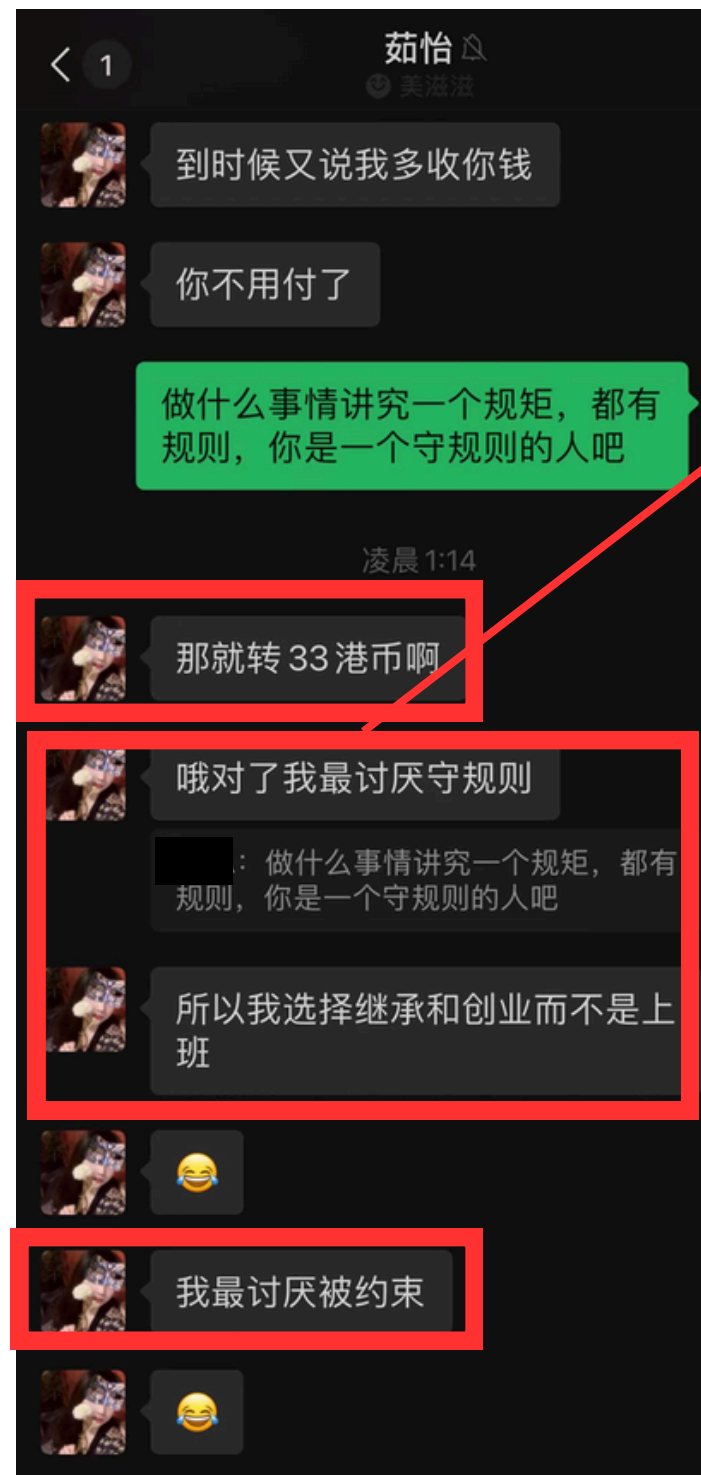 1
茹怡
美滋滋
到时候又说我多收你钱
你不用付了
做什么事情讲究一个规矩，都有
规则，你是一个守规则的人吧
凌晨 1:14
那就转 33 港币啊
哦对了我最讨厌守规则
：做什么事情讲究一个规矩，都有
规则，你是一个守规则的人吧
所以我选择继承和创业而不是上
班
😂
我最讨厌被约束
😂